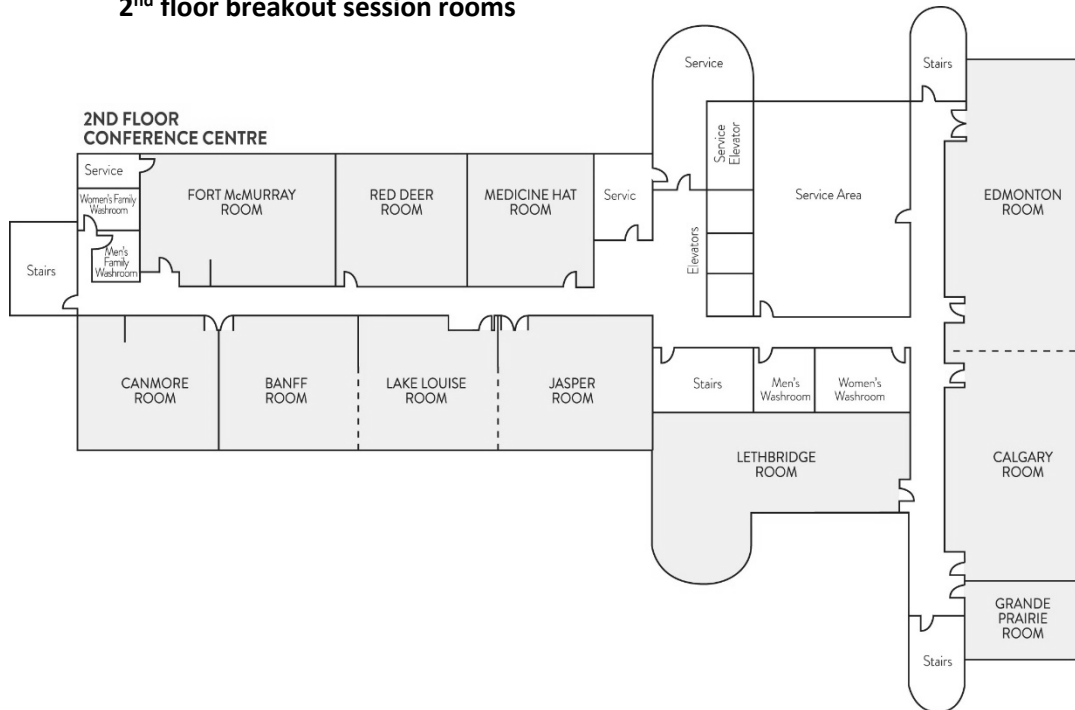 2nd floor breakout session rooms
2ND FLOOR
CONFERENCE CENTRE
Service
Women's Family
Washroom
Men's
Family
Washroom
Stairs
FORT McMURRAY
ROOM
RED DEER
ROOM
MEDICINE HAT
ROOM
Servic
Service
Service
Elevator
Elevators
Service Area
Stairs
EDMONTON
ROOM
CANMORE
ROOM
BANFF
ROOM
LAKE LOUISE
ROOM
JASPER
ROOM
Stairs
Men's
Washroom
Women's
Washroom
LETHBRIDGE
ROOM
CALGARY
ROOM
GRANDE
PRAIRIE
ROOM
Stairs